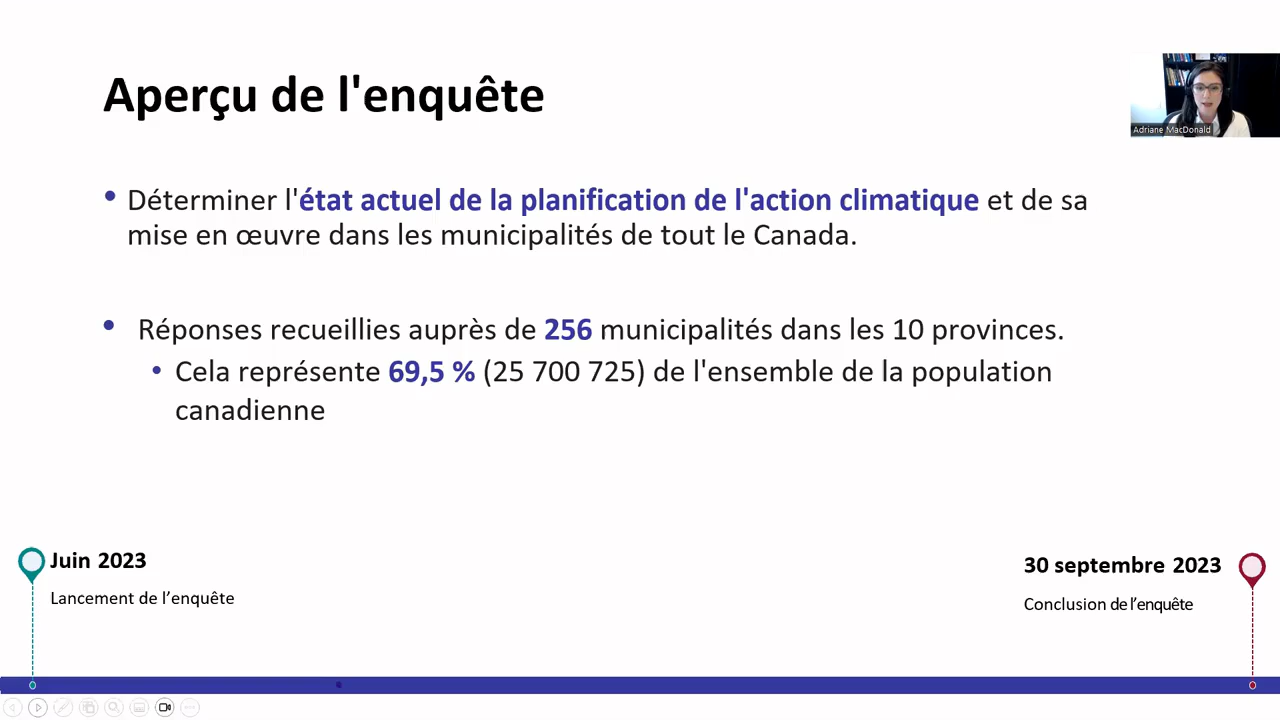 Aperçu de l'enquête
Adriane MacDonald
• Déterminer l'état actuel de la planification de l'action climatique et de sa
mise en œuvre dans les municipalités de tout le Canada.
• Réponses recueillies auprès de 256 municipalités dans les 10 provinces.
• Cela représente 69,5 % (25 700 725) de l'ensemble de la population
canadienne
Juin 2023
Lancement de l’enquête
30 septembre 2023
Conclusion de l’enquête